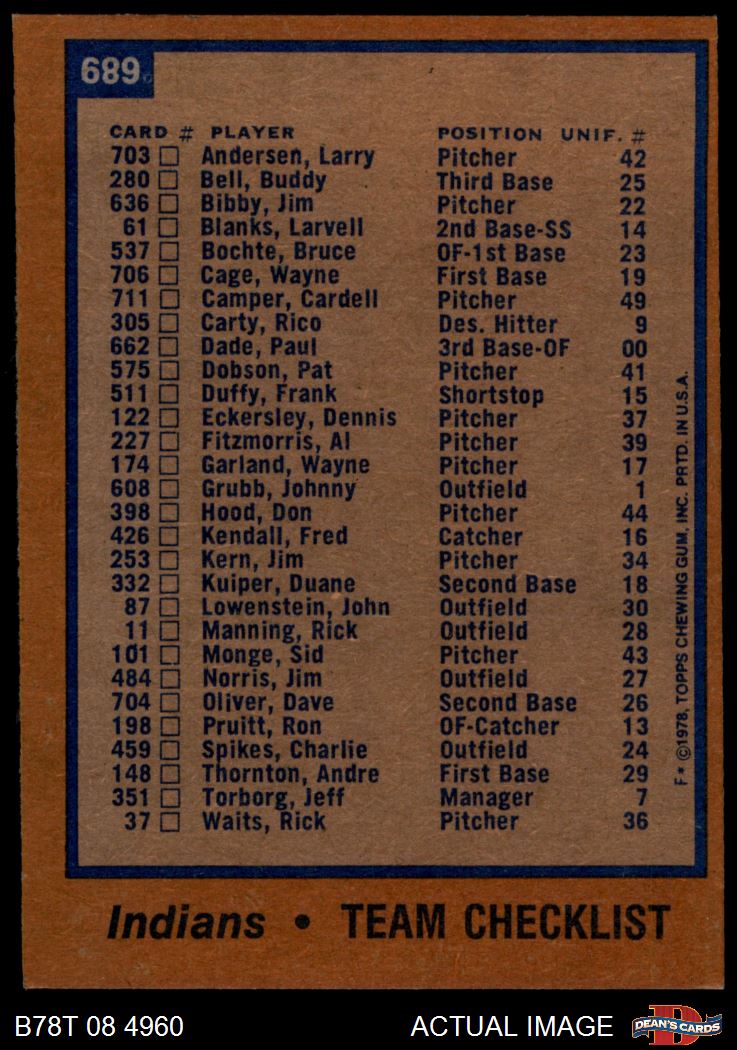 689
CARD # PLAYER POSITION UNIF. #
703 Andersen, Larry Pitcher 42
280 Bell, Buddy Third Base 25
636 Bibby, Jim Pitcher 22
61 Blanks, Larvell 2nd Base-SS 14
537 Bochte, Bruce OF-1st Base 23
706 Cage, Wayne First Base 19
711 Camper, Cardell Pitcher 49
305 Carty, Rico Des. Hitter 9
662 Dade, Paul 3rd Base-OF 00
575 Dobson, Pat Pitcher 41
511 Duffy, Frank Shortstop 15
122 Eckersley, Dennis Pitcher 37
227 Fitzmorris, Al Pitcher 39
174 Garland, Wayne Pitcher 17
608 Grubb, Johnny Outfield 1
398 Hood, Don Pitcher 44
426 Kendall, Fred Catcher 16
253 Kern, Jim Pitcher 34
332 Kuiper, Duane Second Base 18
87 Lowenstein, John Outfield 30
11 Manning, Rick Outfield 28
101 Monge, Sid Pitcher 43
484 Norris, Jim Outfield 27
704 Oliver, Dave Second Base 26
198 Pruitt, Ron OF-Catcher 13
459 Spikes, Charlie Outfield 24
148 Thornton, Andre First Base 29
351 Torborg, Jeff Manager 7
37 Waits, Rick Pitcher 36
F* ©1978, TOPPS CHEWING GUM, INC. PRTD. IN U.S.A.
Indians • TEAM CHECKLIST
B78T 08 4960 ACTUAL IMAGE DEAN'S CARDS